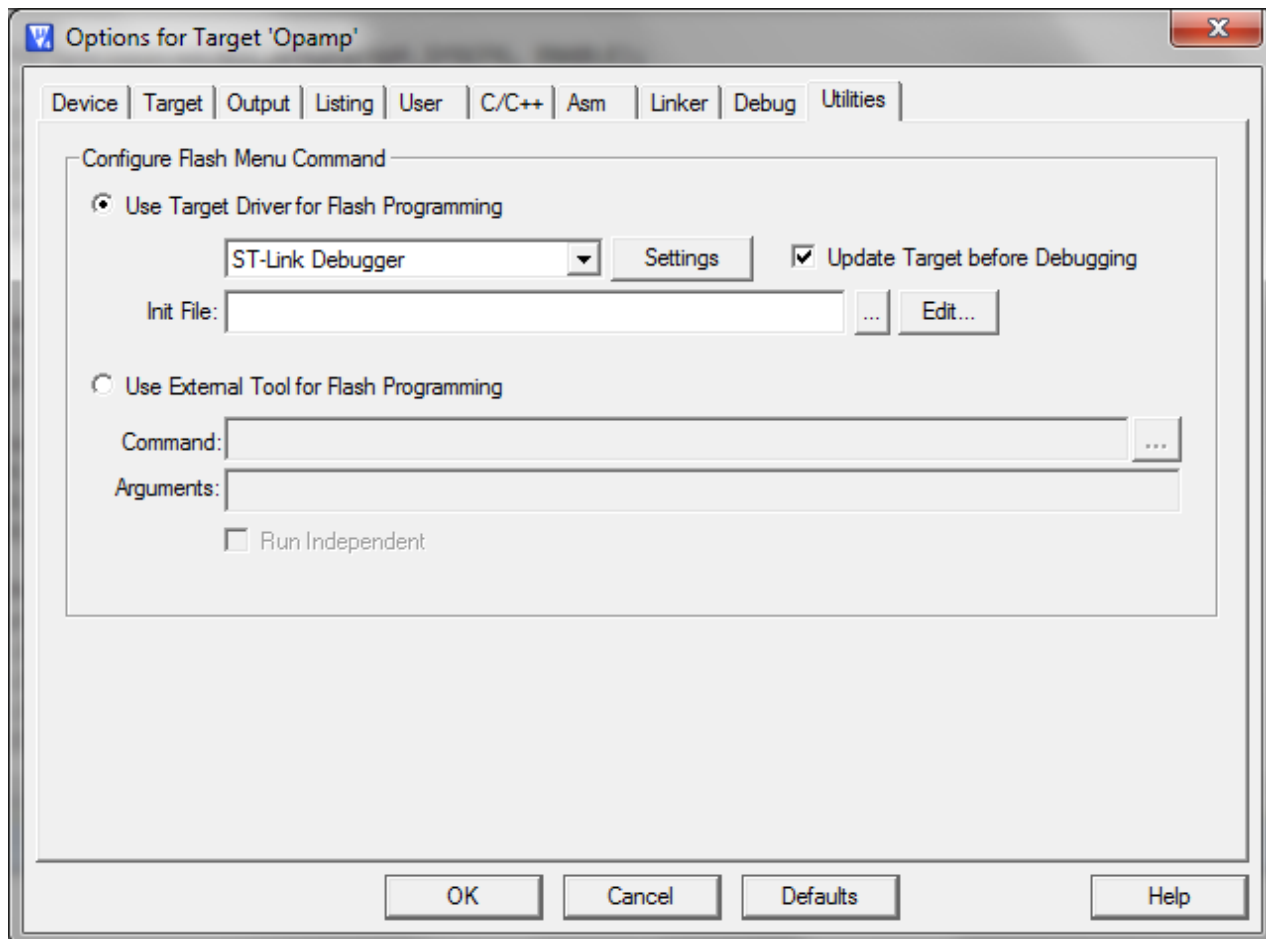 Options for Target 'Opamp'
Device Target Output Listing User C/C++ Asm Linker Debug Utilities
Configure Flash Menu Command
Use Target Driver for Flash Programming
ST-Link Debugger Settings Update Target before Debugging
Init File: ... Edit...
Use External Tool for Flash Programming
Command: ...
Arguments:
Run Independent
OK Cancel Defaults Help